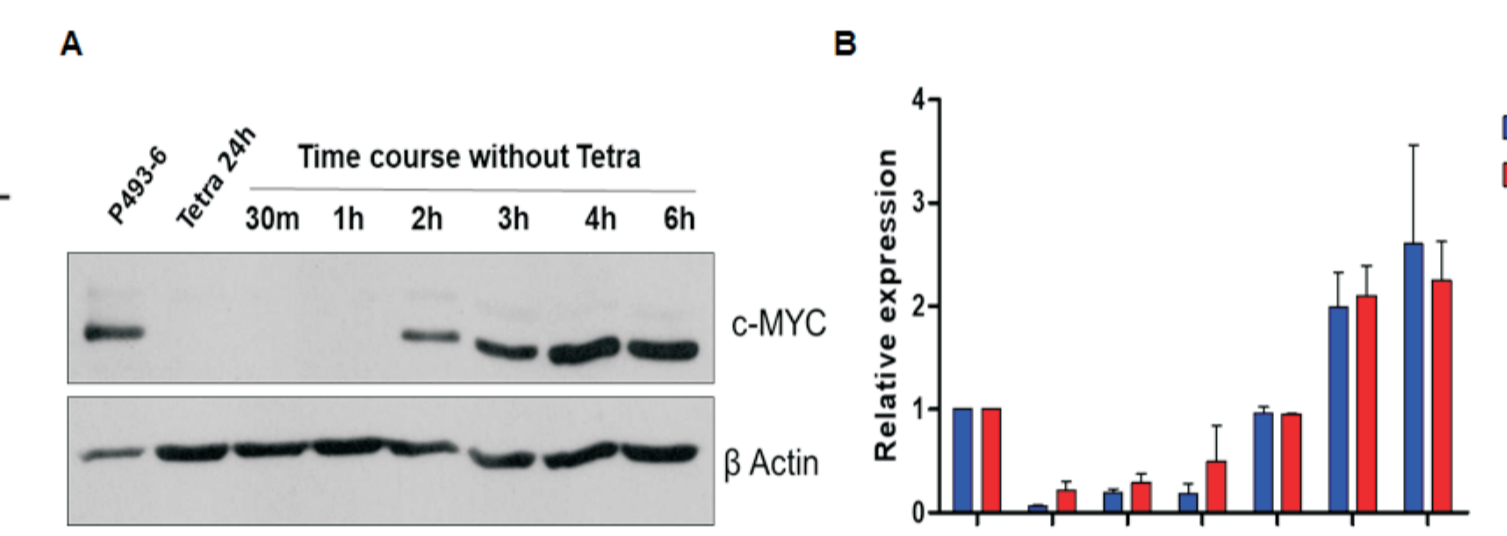 A
P493-6
Tetra 24h
Time course without Tetra
30m 1h 2h 3h 4h 6h
c-MYC
β Actin
B
Relative expression
4
3
2
1
0